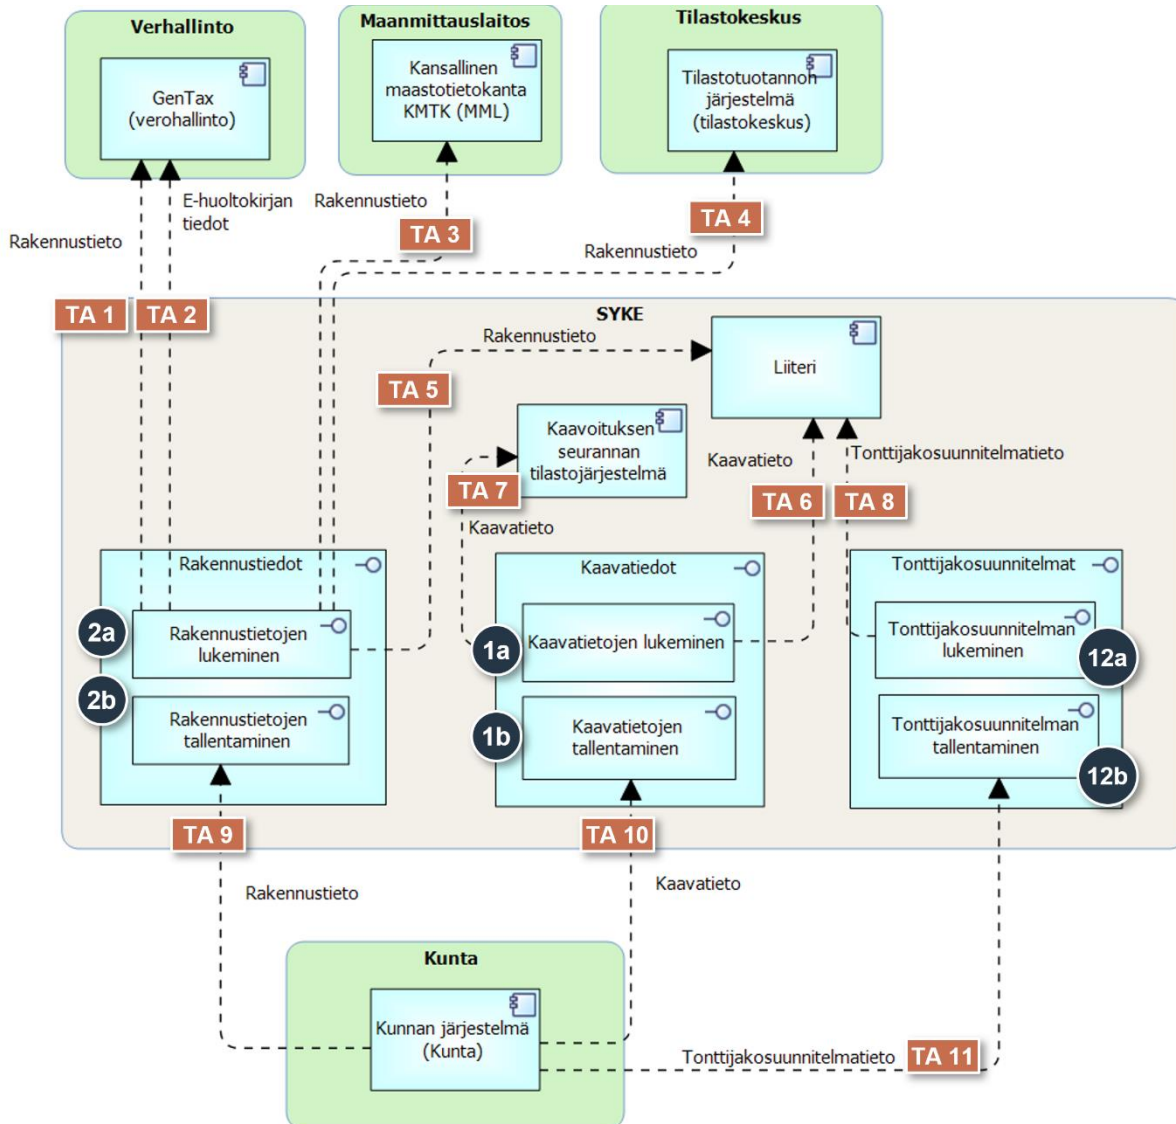 Verhallinto
Maanmittauslaitos
Tilastokeskus
GenTax
(verohallinto)
Kansallinen
maastotietokanta
KMTK (MML)
Tilastotuotannon
järjestelmä
(tilastokeskus)
E-huoltokirjan
tiedot
Rakennustieto
Rakennustieto
TA 3
TA 4
Rakennustieto
Rakennustieto
TA 1
TA 2
SYKE
Rakennustieto
Liiteri
TA 5
Kaavoituksen
seurannan
tilastojärjestelmä
Kaavatieto
Tonttijakosuunnitelmatieto
TA 7
TA 6
TA 8
Kaavatieto
Rakennustiedot
Kaavatiedot
Tonttijakosuunnitelmat
2a
Rakennustietojen
lukeminen
1a
Kaavatietojen lukeminen
Tonttijakosuunnitelman
lukeminen
12a
2b
Rakennustietojen
tallentaminen
1b
Kaavatietojen
tallentaminen
Tonttijakosuunnitelman
tallentaminen
12b
TA 9
TA 10
Rakennustieto
Kaavatieto
Kunta
Kunnan järjestelmä
(Kunta)
Tonttijakosuunnitelmatieto
TA 11